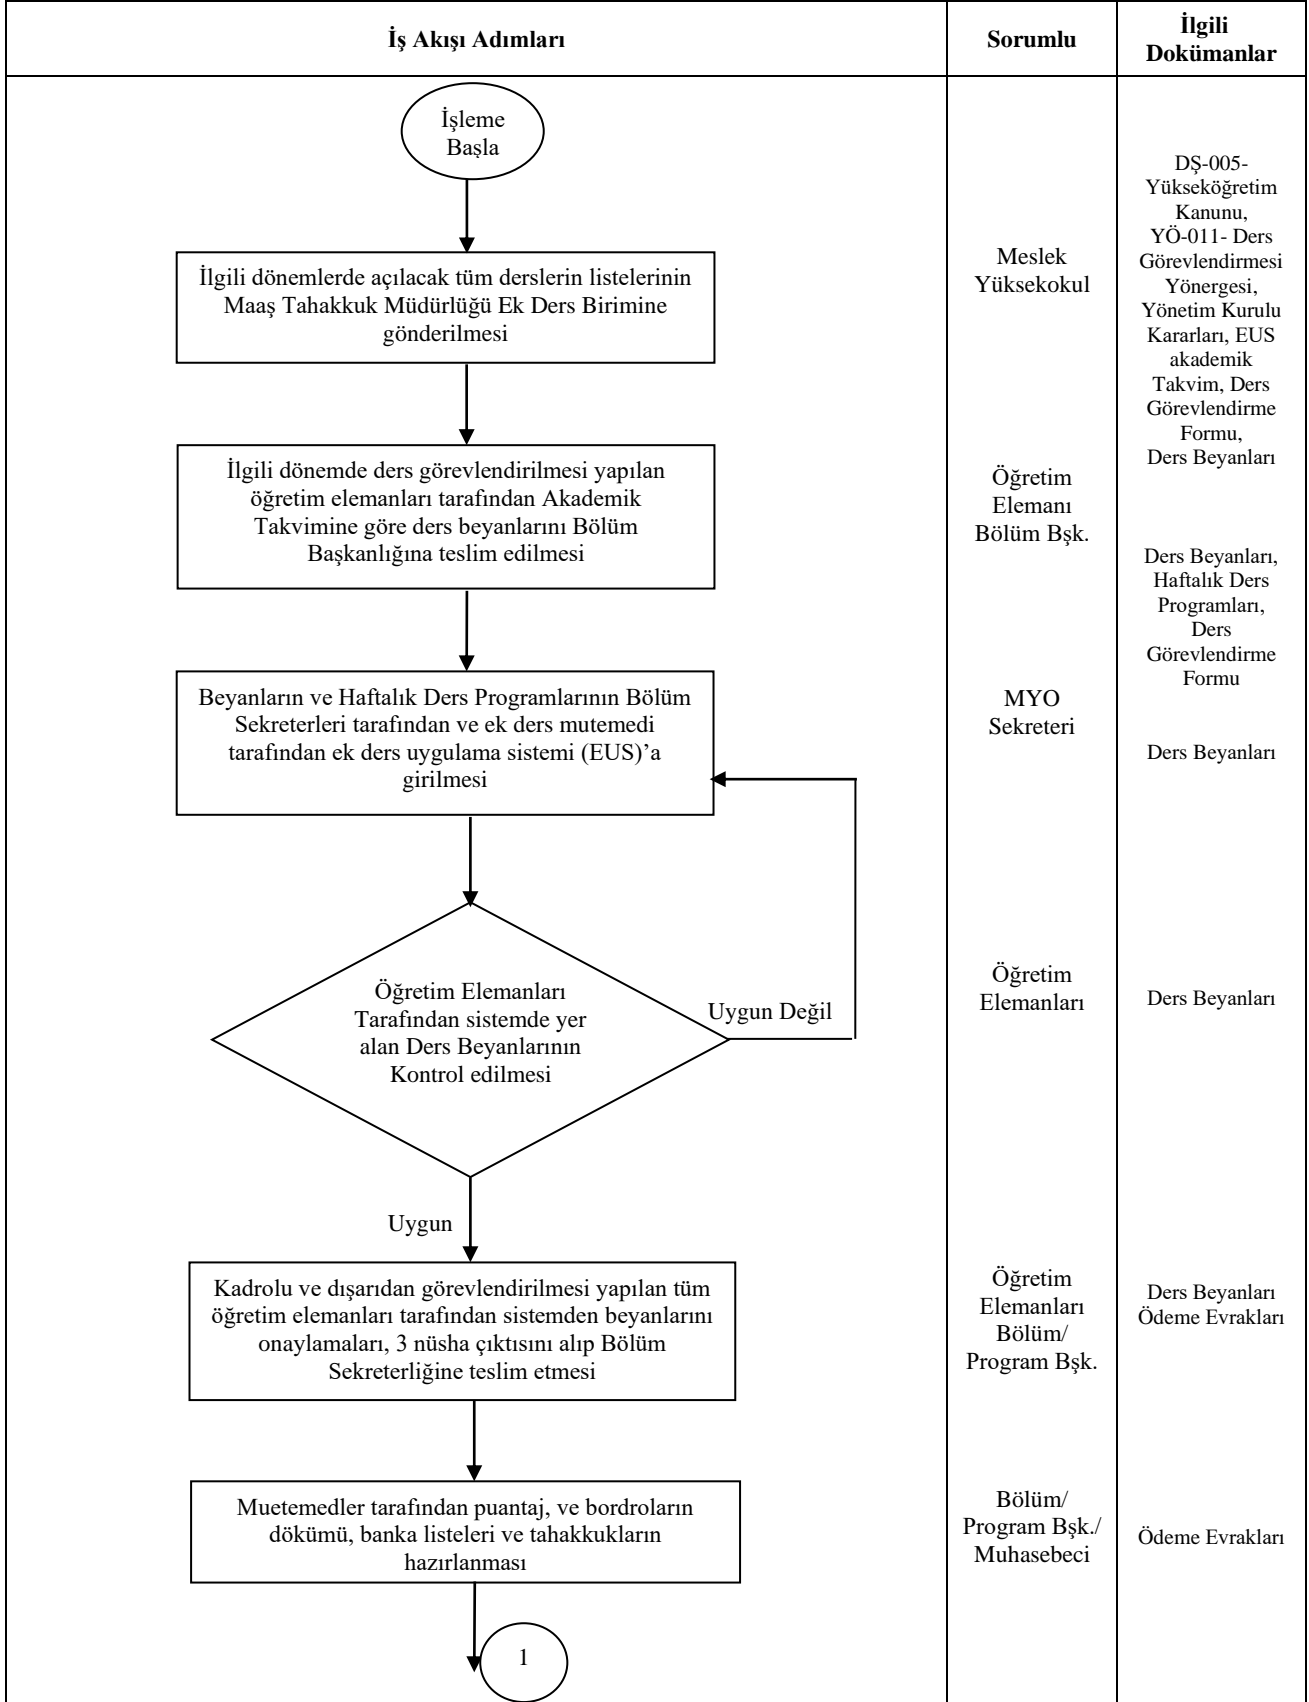 İş Akışı Adımları
Sorumlu
İlgili
Dokümanlar
İşleme
Başla
İlgili dönemlerde açılacak tüm derslerin listelerinin
Maaş Tahakkuk Müdürlüğü Ek Ders Birimine
gönderilmesi
Meslek
Yüksekokul
DŞ-005-
Yükseköğretim
Kanunu,
YÖ-011- Ders
Görevlendirmesi
Yönergesi,
Yönetim Kurulu
Kararları, EUS
akademik
Takvim, Ders
Görevlendirme
Formu,
Ders Beyanları
İlgili dönemde ders görevlendirilmesi yapılan
öğretim elemanları tarafından Akademik
Takvimine göre ders beyanlarını Bölüm
Başkanlığına teslim edilmesi
Öğretim
Elemanı
Bölüm Bşk.
Ders Beyanları,
Haftalık Ders
Programları,
Ders
Görevlendirme
Formu
Beyanların ve Haftalık Ders Programlarının Bölüm
Sekreterleri tarafından ve ek ders mutemedi
tarafından ek ders uygulama sistemi (EUS)’a
girilmesi
MYO
Sekreteri
Ders Beyanları
Öğretim Elemanları
Tarafından sistemde yer
alan Ders Beyanlarının
Kontrol edilmesi
Uygun Değil
Öğretim
Elemanları
Ders Beyanları
Uygun
Kadrolu ve dışarıdan görevlendirilmesi yapılan tüm
öğretim elemanları tarafından sistemden beyanlarını
onaylamaları, 3 nüsha çıktısını alıp Bölüm
Sekreterliğine teslim etmesi
Öğretim
Elemanları
Bölüm/
Program Bşk.
Ders Beyanları
Ödeme Evrakları
Muetemedler tarafından puantaj, ve bordroların
dökümü, banka listeleri ve tahakkukların
hazırlanması
Bölüm/
Program Bşk./
Muhasebeci
Ödeme Evrakları
1